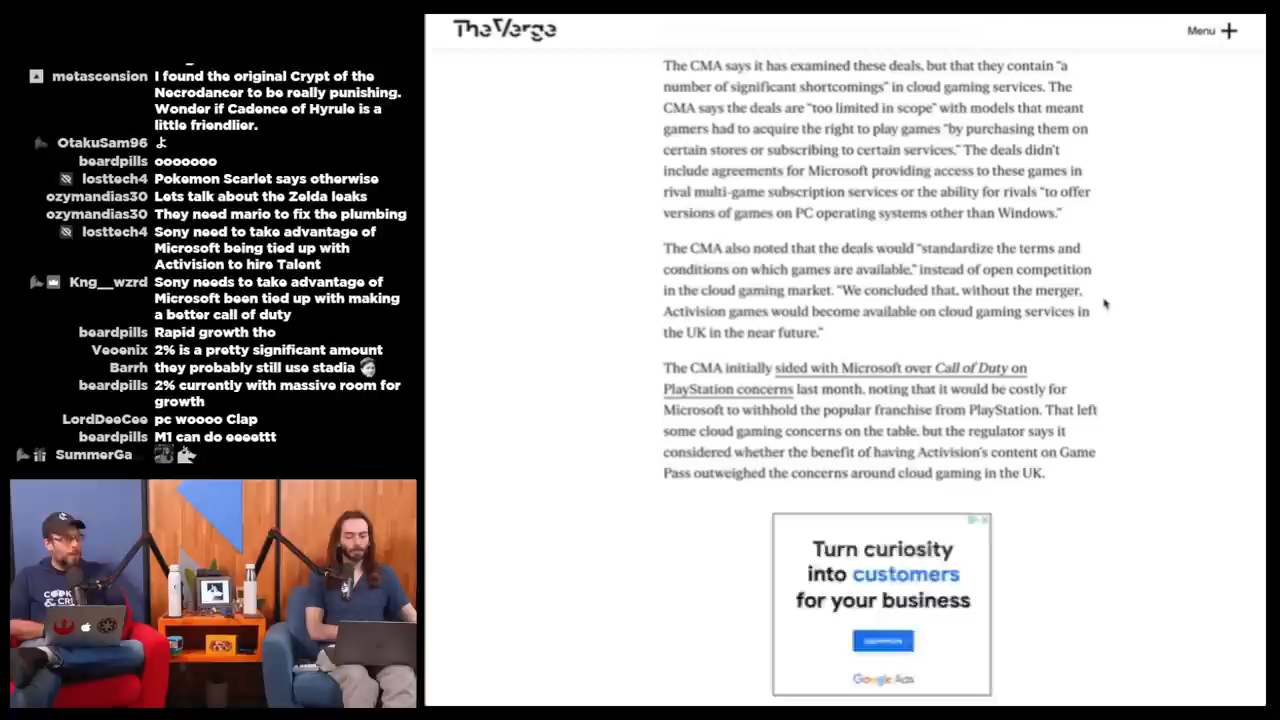 metascension I found the original Crypt of the
Necrodancer to be really punishing.
Wonder if Cadence of Hyrule is a
little friendlier.
OtakuSam96 よ
beardpills ooooooo
losttech4 Pokemon Scarlet says otherwise
ozymandias30 Lets talk about the Zelda leaks
ozymandias30 They need mario to fix the plumbing
losttech4 Sony need to take advantage of
Microsoft being tied up with
Activision to hire Talent
Kng__wzrd Sony needs to take advantage of
Microsoft been tied up with making
a better call of duty
beardpills Rapid growth tho
Veoenix 2% is a pretty significant amount
Barrh they probably still use stadia
beardpills 2% currently with massive room for
growth
LordDeeCee pc woooo Clap
beardpills M1 can do eeeettt
SummerGa
TheVerge
Menu
The CMA says it has examined these deals, but that they contain "a
number of significant shortcomings" in cloud gaming services. The
CMA says the deals are "too limited in scope" with models that meant
gamers had to acquire the right to play games "by purchasing them on
certain stores or subscribing to certain services." The deals didn't
include agreements for Microsoft providing access to these games in
rival multi-game subscription services or the ability for rivals "to offer
versions of games on PC operating systems other than Windows."
The CMA also noted that the deals would "standardize the terms and
conditions on which games are available," instead of open competition
in the cloud gaming market. "We concluded that, without the merger,
Activision games would become available on cloud gaming services in
the UK in the near future."
The CMA initially sided with Microsoft over Call of Duty on
PlayStation concerns last month, noting that it would be costly for
Microsoft to withhold the popular franchise from PlayStation. That left
some cloud gaming concerns on the table, but the regulator says it
considered whether the benefit of having Activision's content on Game
Pass outweighed the concerns around cloud gaming in the UK.
Turn curiosity
into customers
for your business
Google Ads